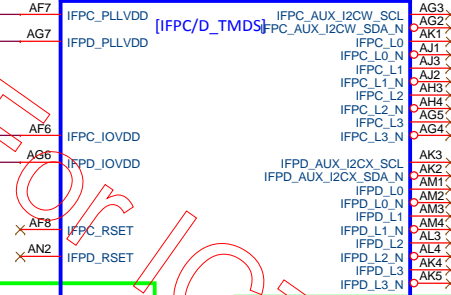 AF7 IFPC_PLLVDD
AG7 IFPD_PLLVDD
AF6 IFPC_IOVDD
AG6 IFPD_IOVDD
AF8 IFPC_RSET
AN2 IFPD_RSET
[IFPC/D_TMDS]
IFPC_AUX_I2CW_SCL AG3
IFPC_AUX_I2CW_SDA_N AG2
IFPC_L0 AK1
IFPC_L0_N AJ1
IFPC_L1 AJ3
IFPC_L1_N AJ2
IFPC_L2 AH3
IFPC_L2_N AH4
IFPC_L3 AG5
IFPC_L3_N AG4
IFPD_AUX_I2CX_SCL AK3
IFPD_AUX_I2CX_SDA_N AK2
IFPD_L0 AM1
IFPD_L0_N AM2
IFPD_L1 AM3
IFPD_L1_N AM4
IFPD_L2 AL3
IFPD_L2_N AL4
IFPD_L3 AK4
IFPD_L3_N AK5